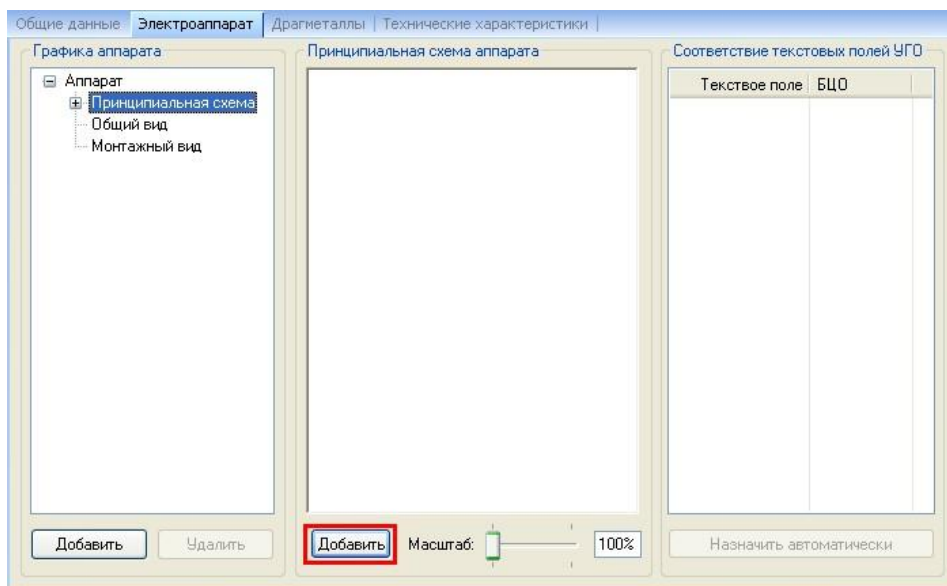 Общие данные Электроаппарат Драгметаллы Технические характеристики
Графика аппарата
Аппарат
Принципиальная схема
Общий вид
Монтажный вид
Добавить Удалить
Принципиальная схема аппарата
Добавить Масштаб: 100%
Соответствие текстовых полей УГО
Текствое поле БЦО
Назначить автоматически